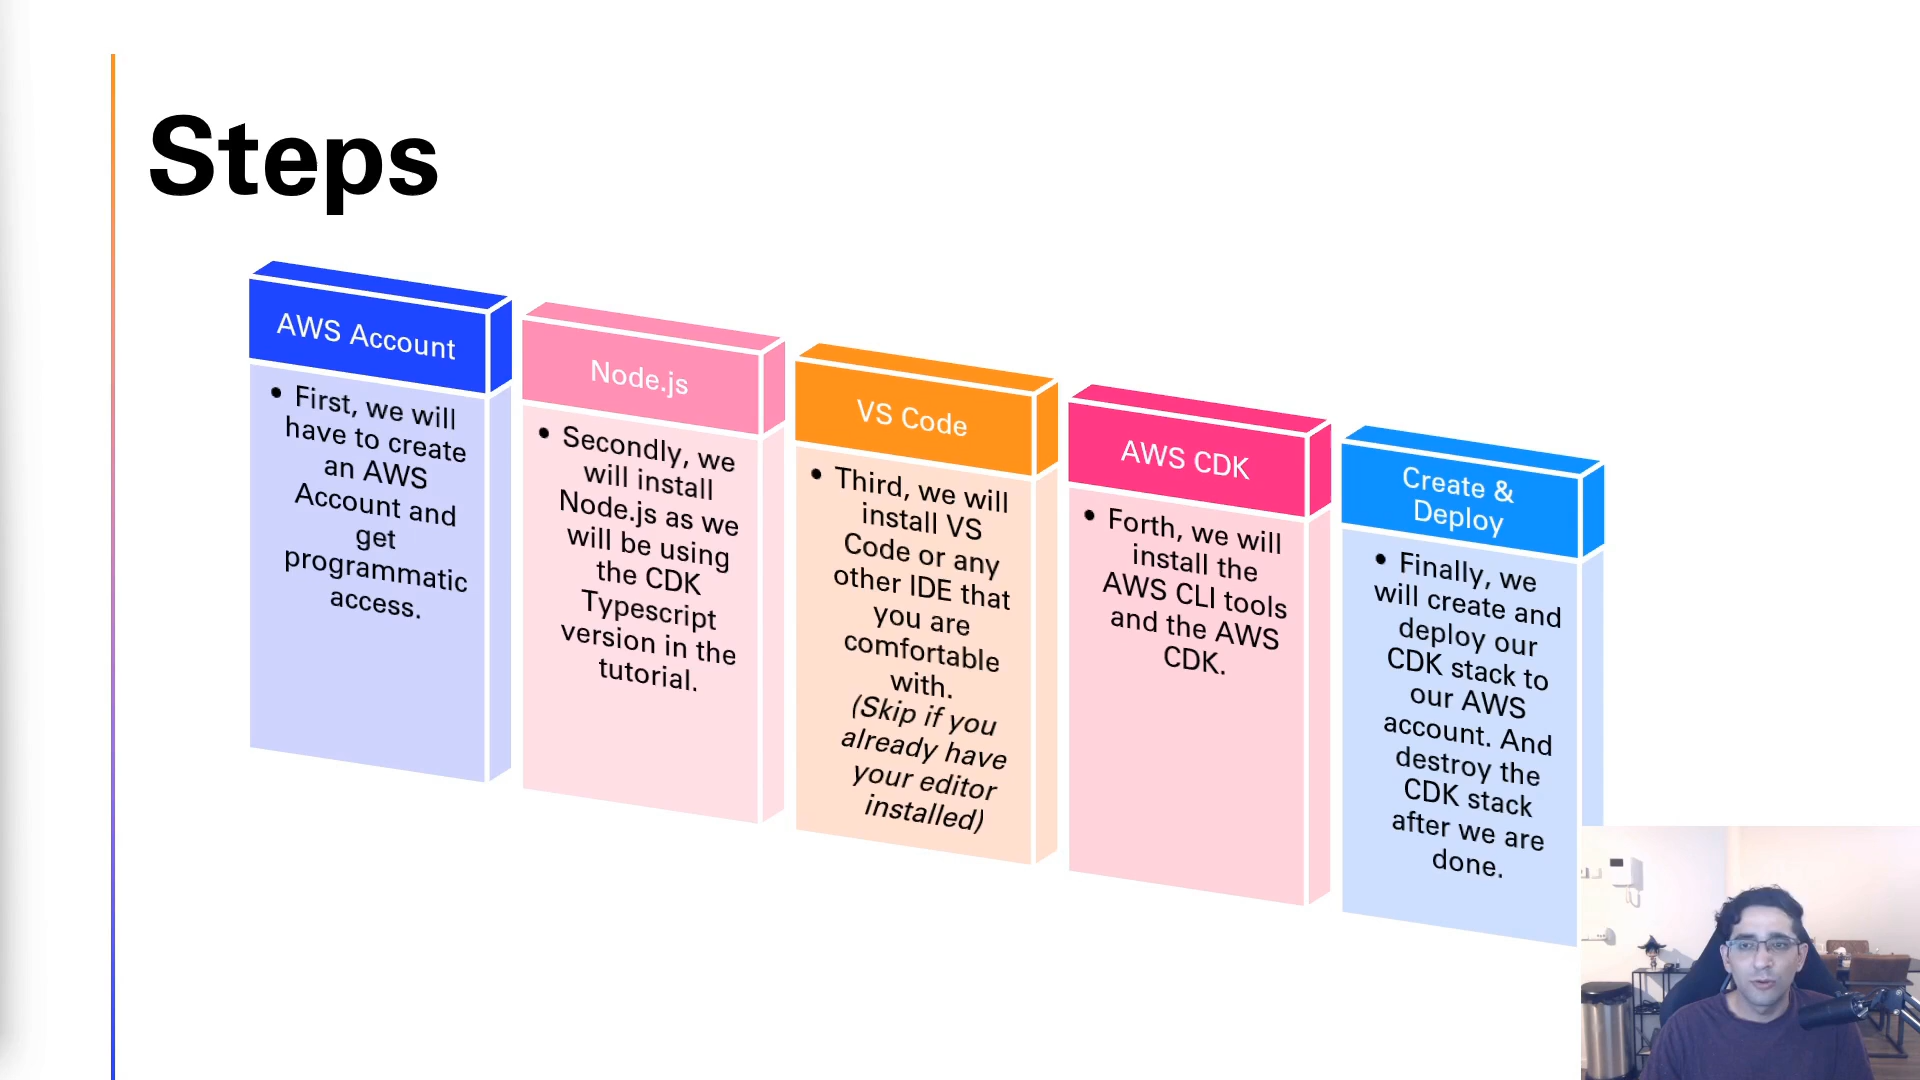 Steps
AWS Account
• First, we will
have to create
an AWS
Account and
get
programmatic
access.
Node.js
• Secondly, we
will install
Node.js as we
will be using
the CDK
Typescript
version in the
tutorial.
VS Code
• Third, we will
install VS
Code or any
other IDE that
you are
comfortable
with.
(Skip if you
already have
your editor
installed)
AWS CDK
• Forth, we will
install the
AWS CLI tools
and the AWS
CDK.
Create &
Deploy
• Finally, we
will create and
deploy our
CDK stack to
our AWS
account. And
destroy the
CDK stack
after we are
done.